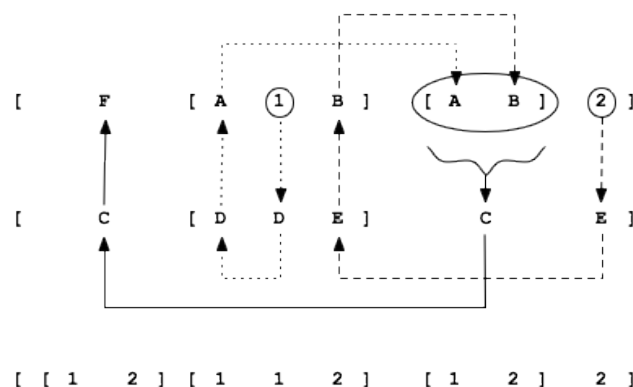 [ F [ A 1 B ] [ A B ] 2 ]
[ C [ D D E ] C E ]
[ [ 1 2 ] [ 1 1 2 ] [ 1 2 ] 2 ]